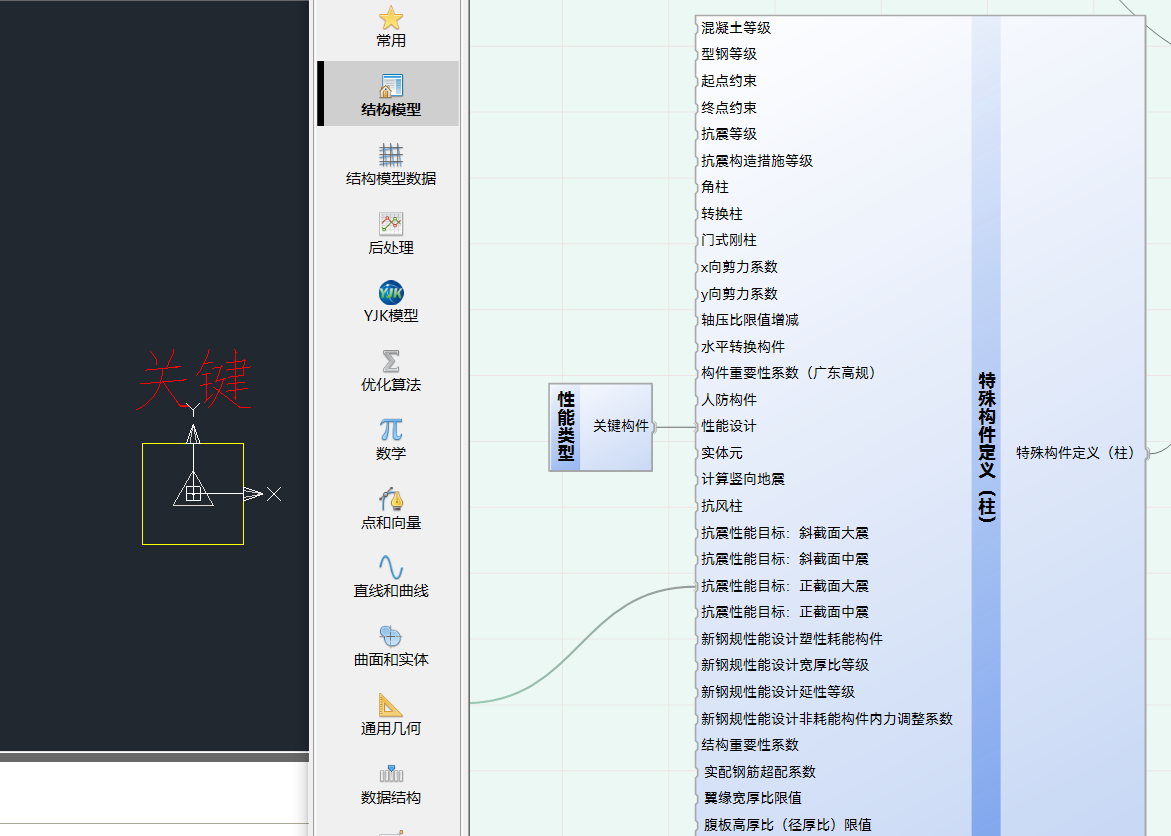 关键
Y
X
常用
结构模型
结构模型数据
后处理
YJK
YJK模型
优化算法
数学
点和向量
直线和曲线
曲面和实体
通用几何
数据结构
性能类型
关键构件
混凝土等级
型钢等级
起点约束
终点约束
抗震等级
抗震构造措施等级
角柱
转换柱
门式刚柱
x向剪力系数
y向剪力系数
轴压比限值增减
水平转换构件
构件重要性系数（广东高规）
人防构件
性能设计
实体元
计算竖向地震
抗风柱
抗震性能目标：斜截面大震
抗震性能目标：斜截面中震
抗震性能目标：正截面大震
抗震性能目标：正截面中震
新钢规性能设计塑性耗能构件
新钢规性能设计宽厚比等级
新钢规性能设计延性等级
新钢规性能设计非耗能构件内力调整系数
结构重要性系数
实配钢筋超配系数
翼缘宽厚比限值
腹板高厚比（径厚比）限值
特殊构件定义（柱）
特殊构件定义（柱）